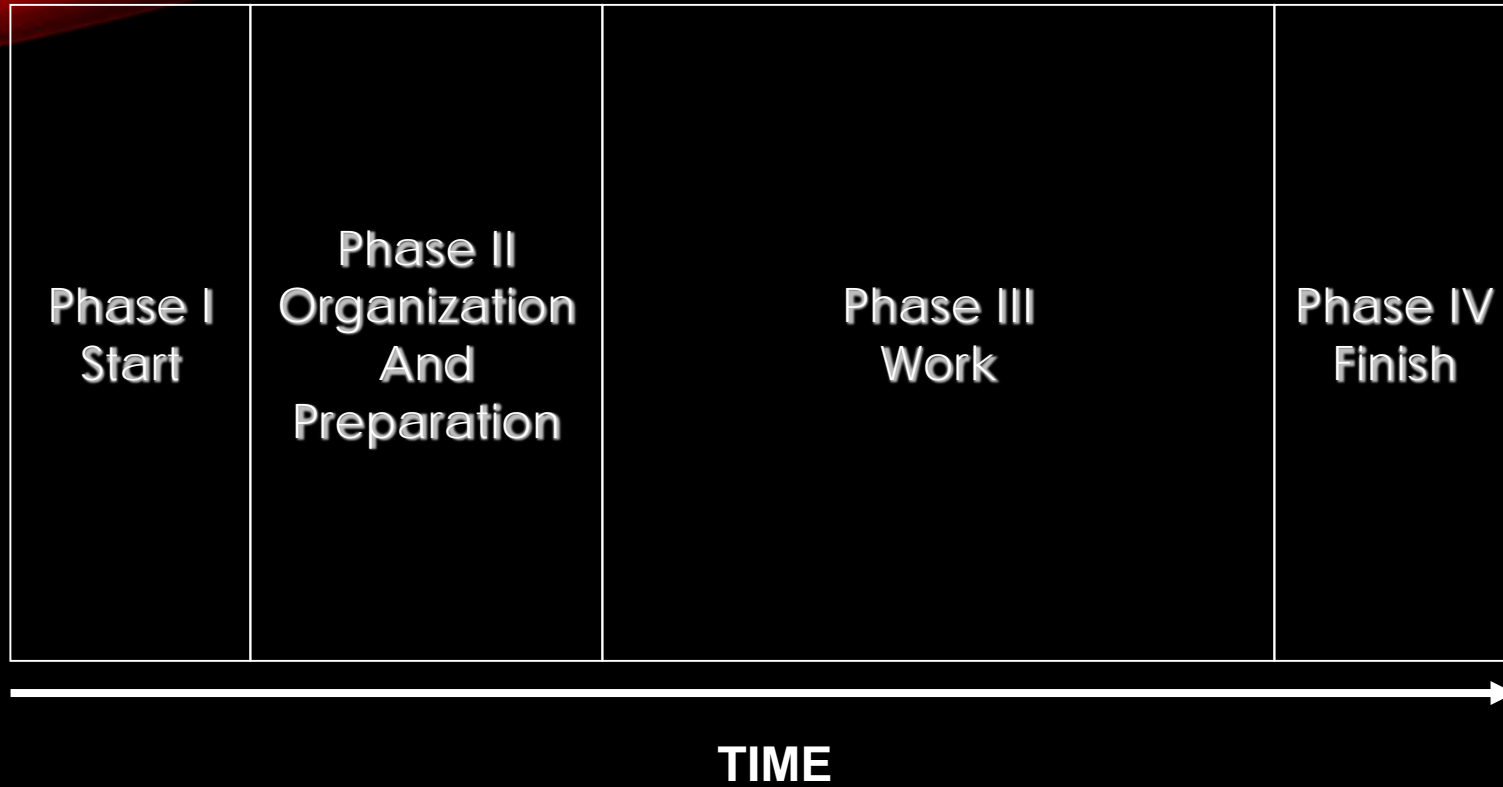 Phase I
Start
Phase II
Organization
And
Preparation
Phase III
Work
Phase IV
Finish
TIME